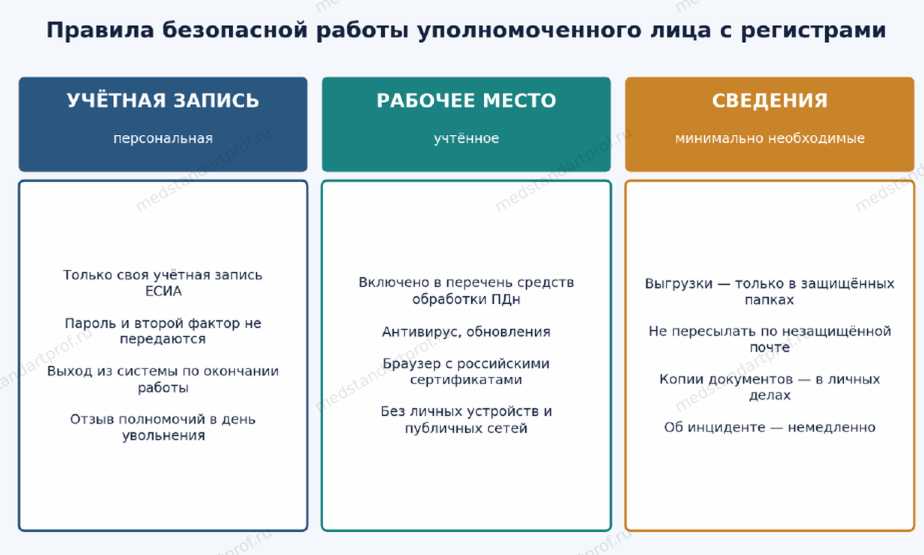 Правила безопасной работы уполномоченного лица с регистрами
УЧЁТНАЯ ЗАПИСЬ
персональная
Только своя учётная запись
ЕСИА
Пароль и второй фактор не
передаются
Выход из системы по окончании
работы
Отзыв полномочий в день
увольнения
РАБОЧЕЕ МЕСТО
учтённое
Включено в перечень средств
обработки ПДн
Антивирус, обновления
Браузер с российскими
сертификатами
Без личных устройств и
публичных сетей
СВЕДЕНИЯ
минимально необходимые
Выгрузки — только в защищённых
папках
Не пересылать по незащищённой
почте
Копии документов — в личных
делах
Об инциденте — немедленно
medstandartprof.ru